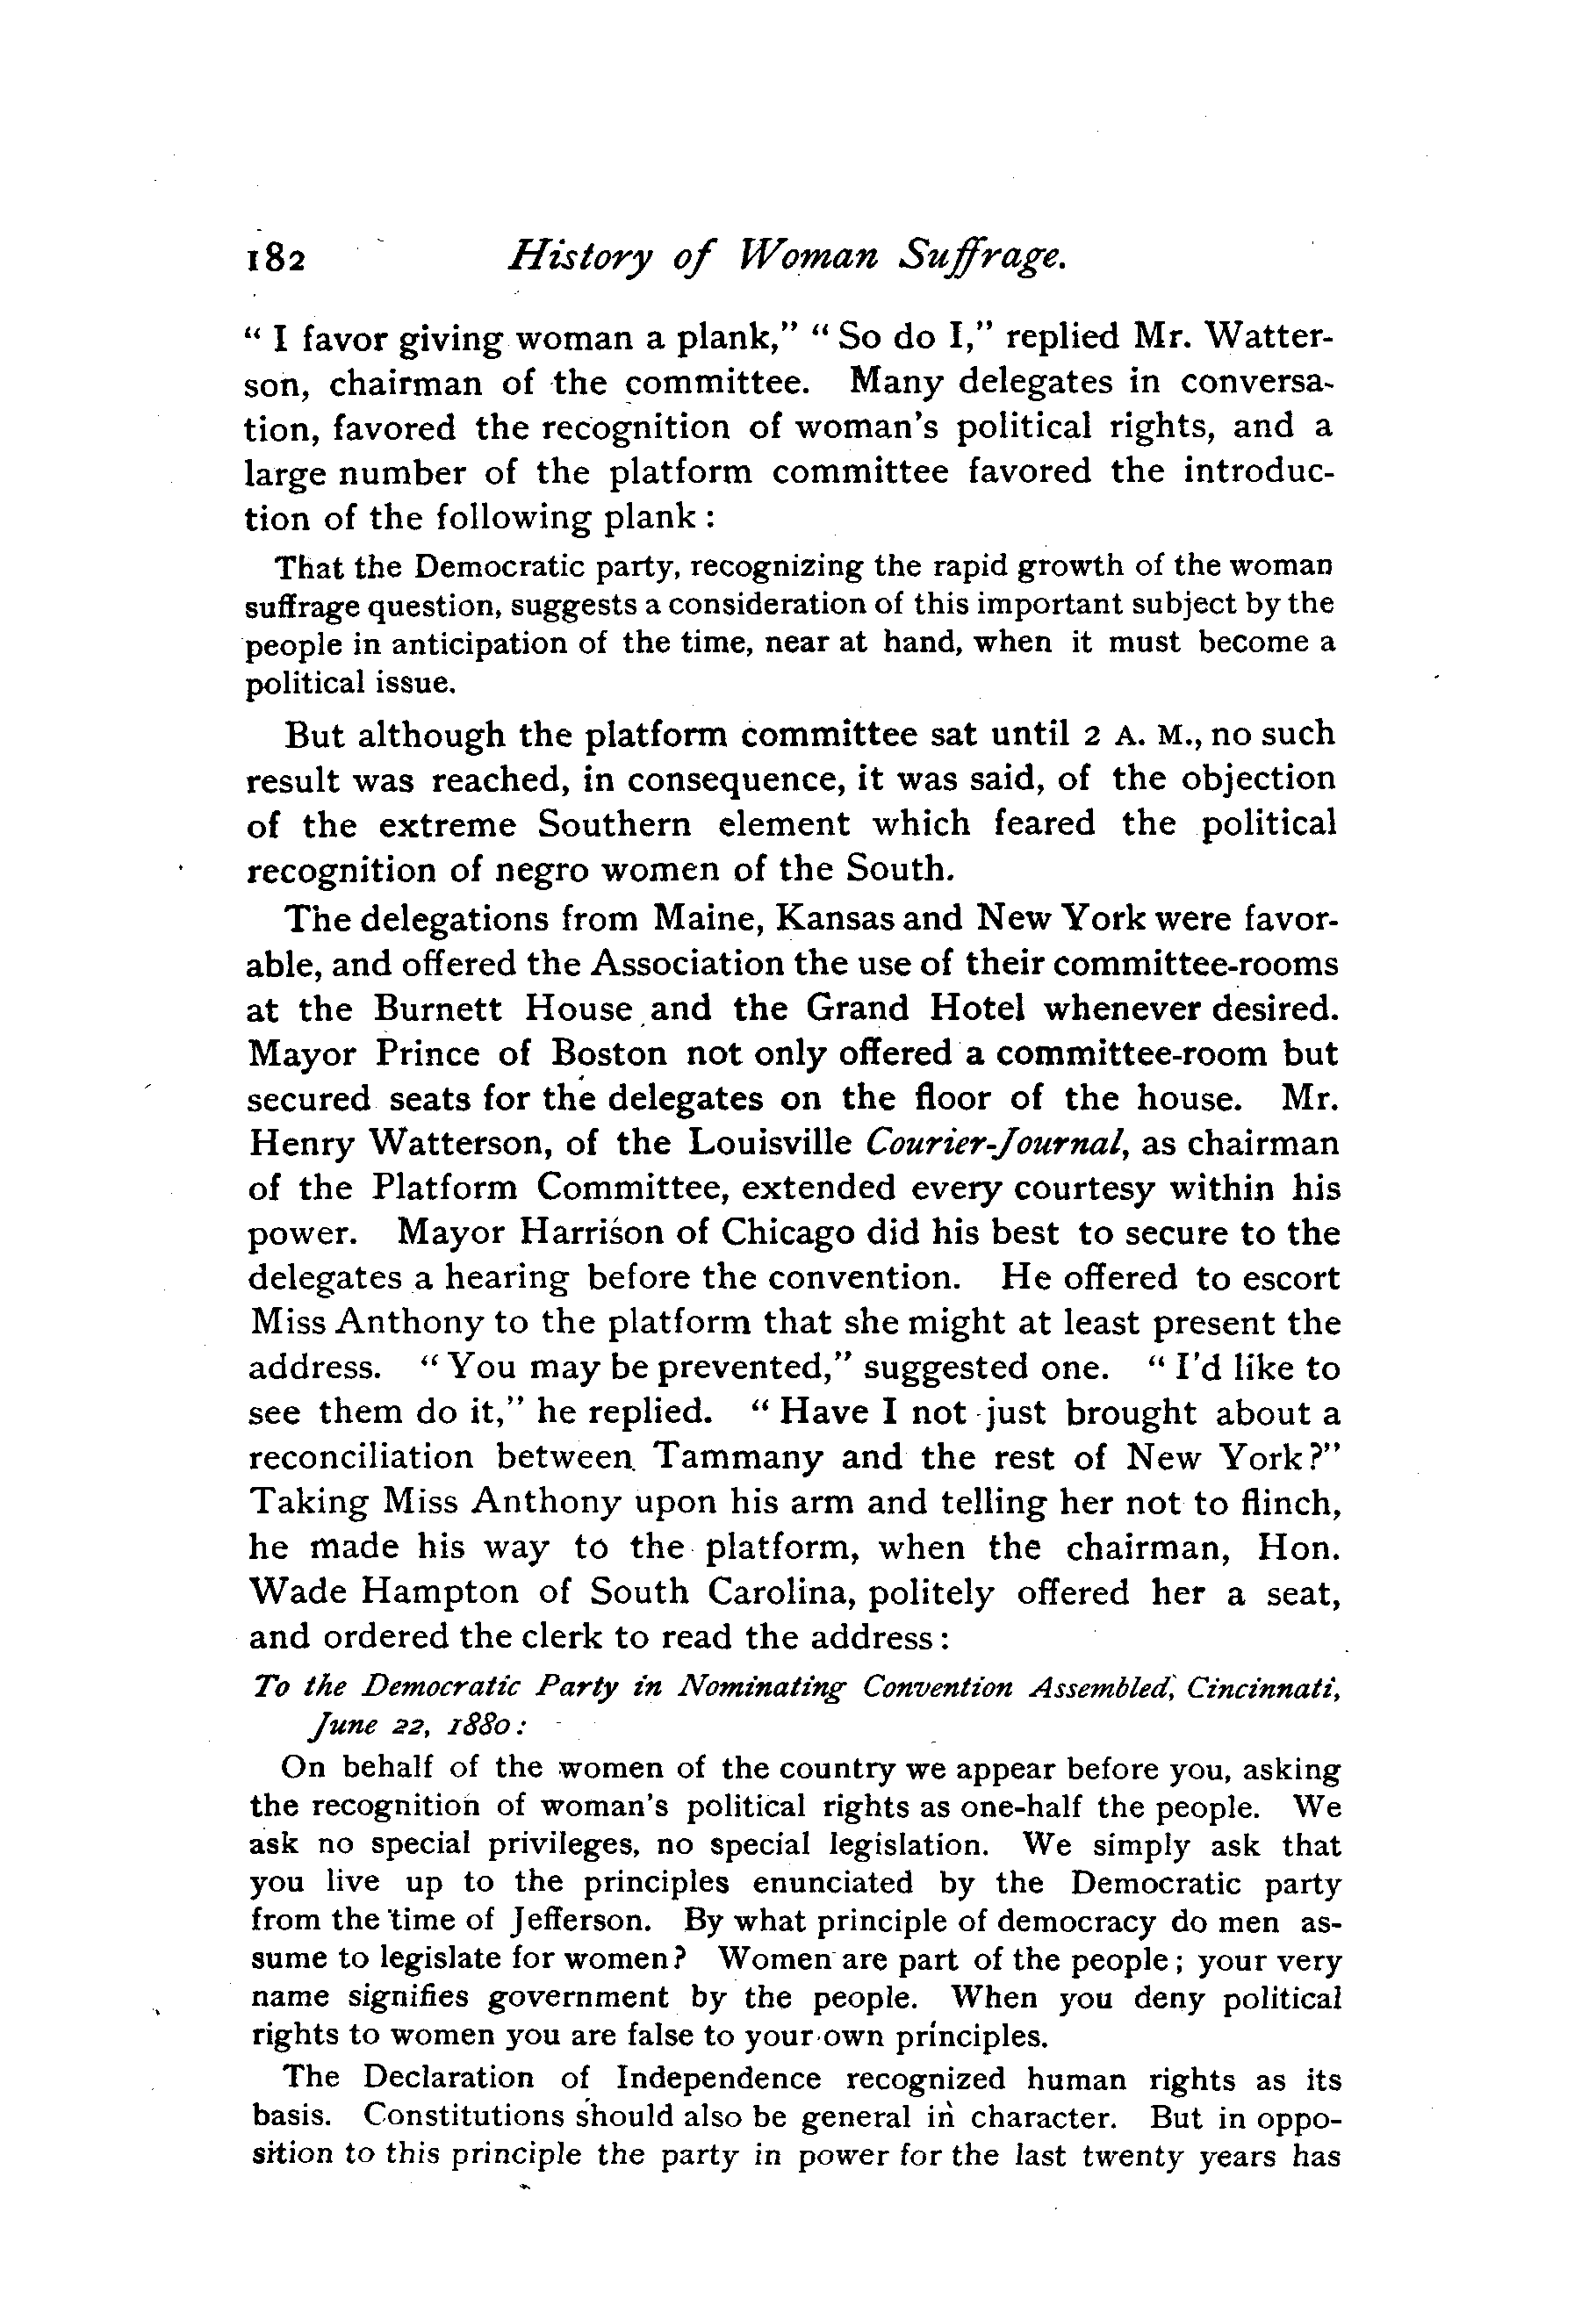 182 History of Woman Suffrage.
“ I favor giving woman a plank,” “ So do I,” replied Mr. Watter-
son, chairman of the committee. Many delegates in conversa-
tion, favored the recognition of woman's political rights, and a
large number of the platform committee favored the introduc-
tion of the following plank :
That the Democratic party, recognizing the rapid growth of the woman
suffrage question, suggests a consideration of this important subject by the
people in anticipation of the time, near at hand, when it must become a
political issue.
But although the platform committee sat until 2 A. M., no such
result was reached, in consequence, it was said, of the objection
of the extreme Southern element which feared the political
recognition of negro women of the South.
The delegations from Maine, Kansas and New York were favor-
able, and offered the Association the use of their committee-rooms
at the Burnett House and the Grand Hotel whenever desired.
Mayor Prince of Boston not only offered a committee-room but
secured seats for the delegates on the floor of the house. Mr.
Henry Watterson, of the Louisville Courier-Journal, as chairman
of the Platform Committee, extended every courtesy within his
power. Mayor Harrison of Chicago did his best to secure to the
delegates a hearing before the convention. He offered to escort
Miss Anthony to the platform that she might at least present the
address. “ You may be prevented,” suggested one. “ I'd like to
see them do it,” he replied. “ Have I not just brought about a
reconciliation between Tammany and the rest of New York?”
Taking Miss Anthony upon his arm and telling her not to flinch,
he made his way to the platform, when the chairman, Hon.
Wade Hampton of South Carolina, politely offered her a seat,
and ordered the clerk to read the address :
To the Democratic Party in Nominating Convention Assembled, Cincinnati,
June 22, 1880 :
On behalf of the women of the country we appear before you, asking
the recognition of woman's political rights as one-half the people. We
ask no special privileges, no special legislation. We simply ask that
you live up to the principles enunciated by the Democratic party
from the time of Jefferson. By what principle of democracy do men as-
sume to legislate for women? Women are part of the people ; your very
name signifies government by the people. When you deny political
rights to women you are false to your own principles.
The Declaration of Independence recognized human rights as its
basis. Constitutions should also be general in character. But in oppo-
sition to this principle the party in power for the last twenty years has